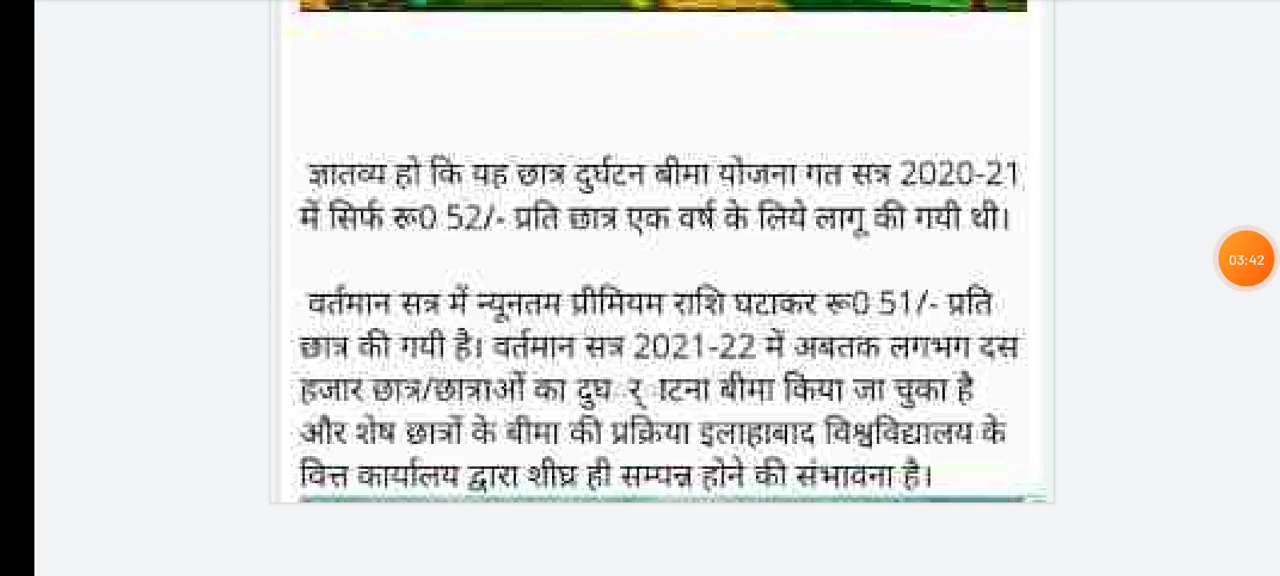 ज्ञातव्य हो कि यह छात्र दुर्घटन बीमा योजना गत सत्र 2020-21
में सिर्फ रू0 52/- प्रति छात्र एक वर्ष के लिये लागू की गयी थी।
वर्तमान सत्र में न्यूनतम प्रीमियम राशि घटाकर रू0 51/- प्रति
छात्र की गयी है। वर्तमान सत्र 2021-22 में अबतक लगभग दस
हजार छात्र/छात्राओं का दुघ र् ाटना बीमा किया जा चुका है
और शेष छात्रों के बीमा की प्रक्रिया इलाहाबाद विश्वविद्यालय के
वित्त कार्यालय द्वारा शीघ्र ही सम्पन्न होने की संभावना है।
03:42